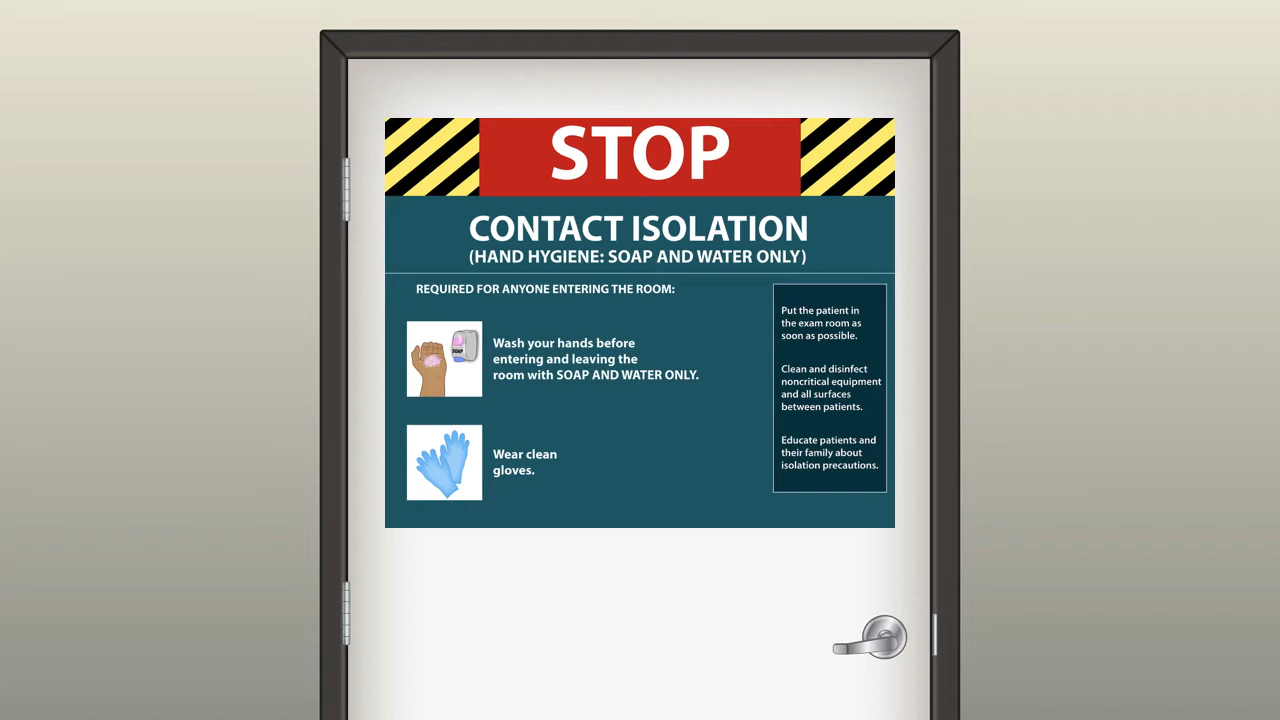 STOP
CONTACT ISOLATION
(HAND HYGIENE: SOAP AND WATER ONLY)
REQUIRED FOR ANYONE ENTERING THE ROOM:
SOAP
Wash your hands before
entering and leaving the
room with SOAP AND WATER ONLY.
Wear clean
gloves.
Put the patient in
the exam room as
soon as possible.
Clean and disinfect
noncritical equipment
and all surfaces
between patients.
Educate patients and
their family about
isolation precautions.